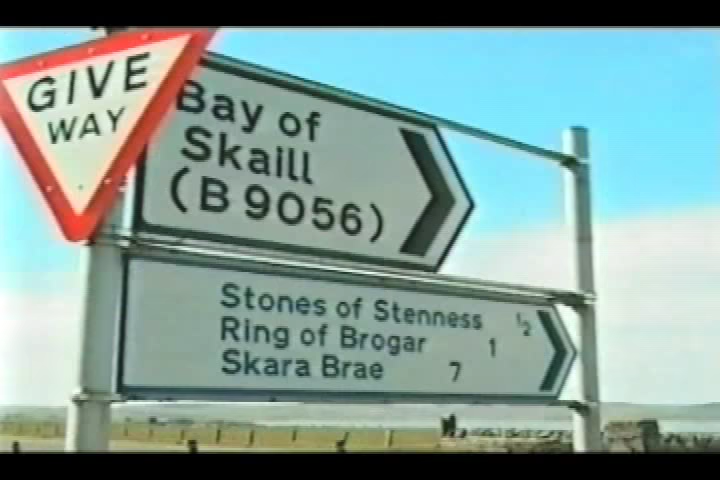 GIVE
WAY
Bay of
Skaill
(B 9056)
Stones of Stenness ½
Ring of Brogar 1
Skara Brae 7